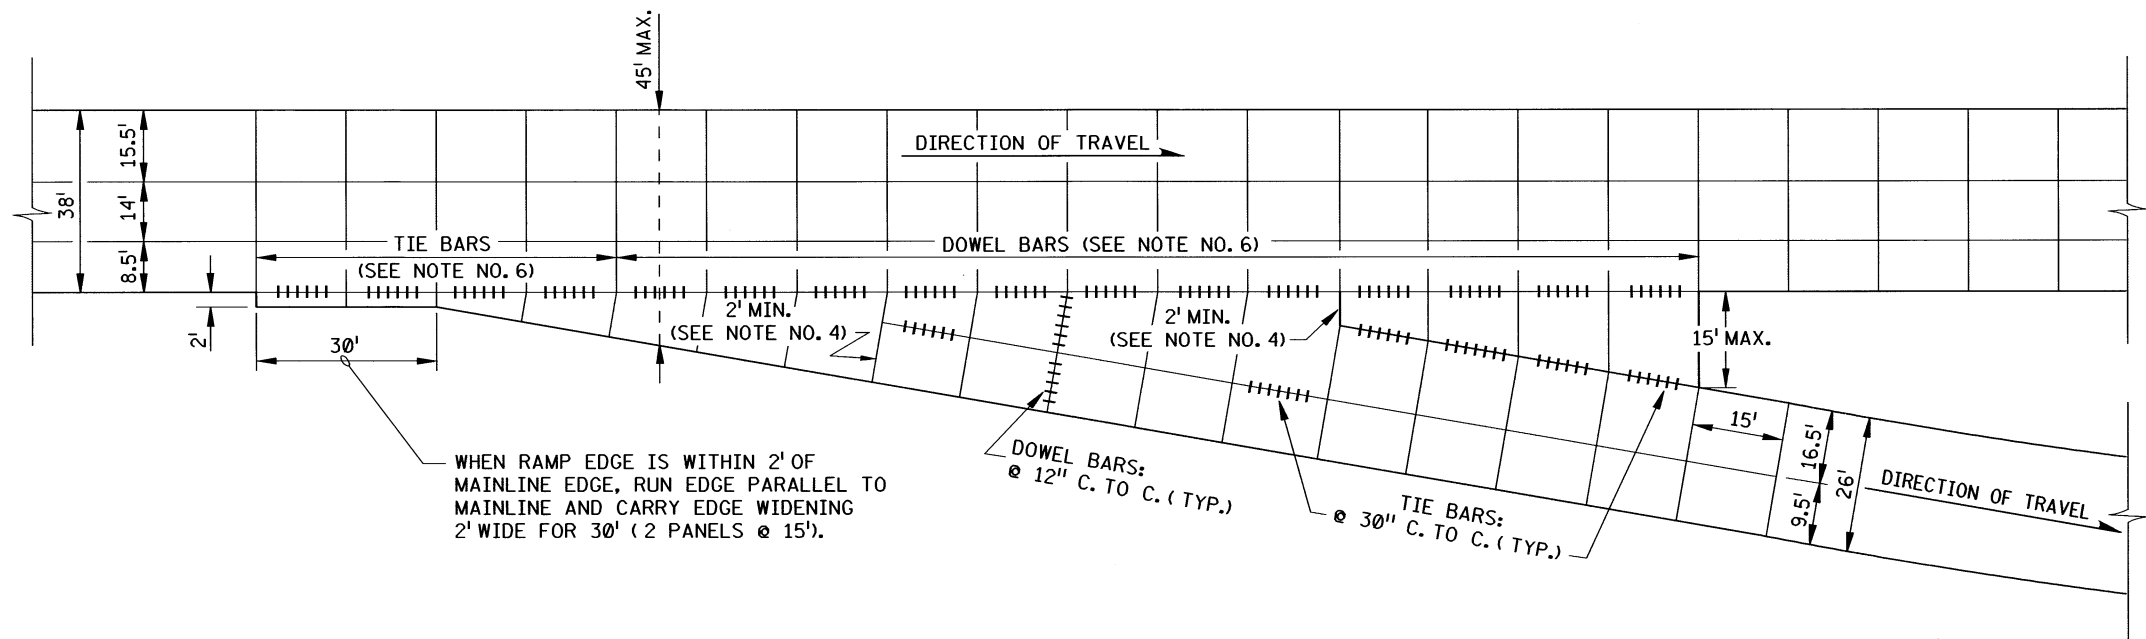 45' MAX.
DIRECTION OF TRAVEL
15.5'
38'
14'
8.5'
TIE BARS
(SEE NOTE NO. 6)
DOWEL BARS (SEE NOTE NO. 6)
2'
30'
2' MIN.
(SEE NOTE NO. 4)
2' MIN.
(SEE NOTE NO. 4)
15' MAX.
WHEN RAMP EDGE IS WITHIN 2' OF
MAINLINE EDGE, RUN EDGE PARALLEL TO
MAINLINE AND CARRY EDGE WIDENING
2' WIDE FOR 30' (2 PANELS @ 15').
DOWEL BARS:
@ 12" C. TO C. (TYP.)
TIE BARS:
@ 30" C. TO C. (TYP.)
15'
16.5'
9.5'
26'
DIRECTION OF TRAVEL